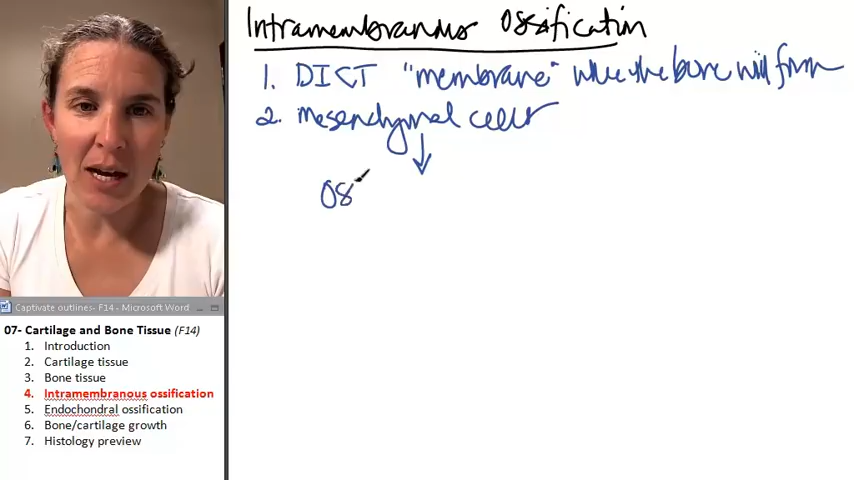 Intramembranous Ossification
1. DICT "membrane" where the bone will form
2. mesenchymal cells
OS
Captivate outlines- F14 - Microsoft Word
07- Cartilage and Bone Tissue (F14)
1. Introduction
2. Cartilage tissue
3. Bone tissue
4. Intramembranous ossification
5. Endochondral ossification
6. Bone/cartilage growth
7. Histology preview